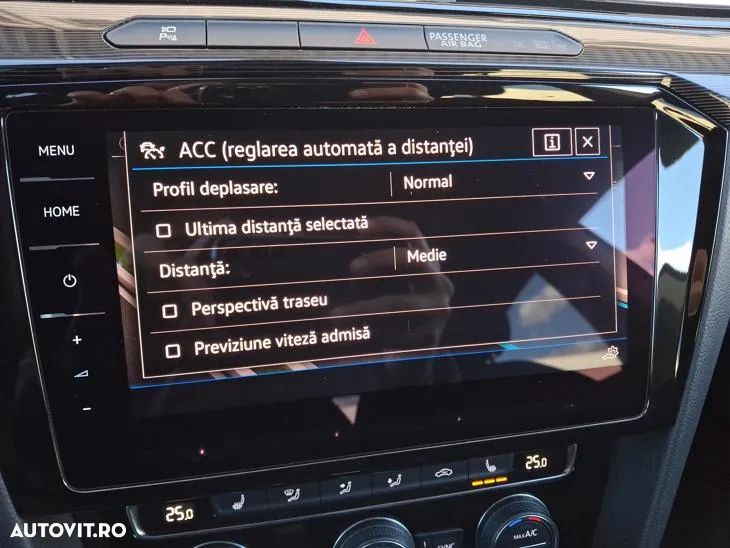 PASSENGER
AIR BAG
MENU
ACC (reglarea automată a distanţei)
Profil deplasare: Normal
HOME
Ultima distanţă selectată
Distanţă: Medie
Perspectivă traseu
Previziune viteză admisă
+
-
25.0
25.0
MAX A/C
SYNC
AUTOVIT.RO